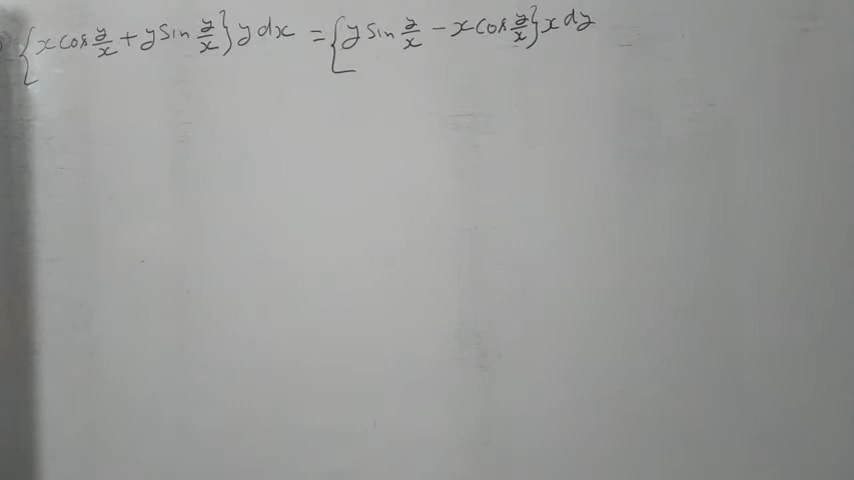 {x cos y/x + y sin y/x} y dx = {y sin y/x - x cos y/x} x dy